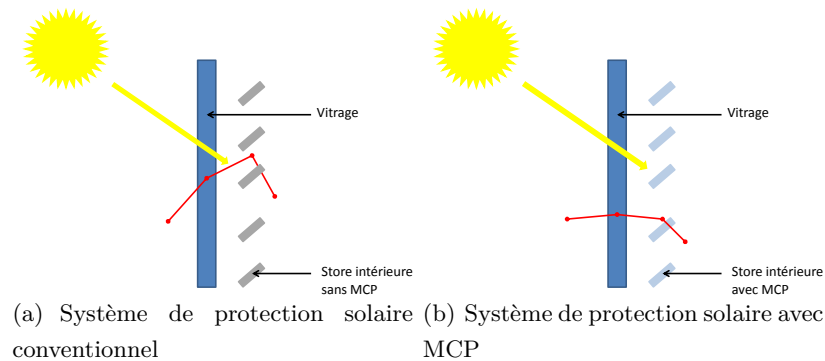 Vitrage
Store intérieure
sans MCP
Vitrage
Store intérieure
avec MCP
(a) Système de protection solaire
conventionnel
(b) Système de protection solaire avec
MCP